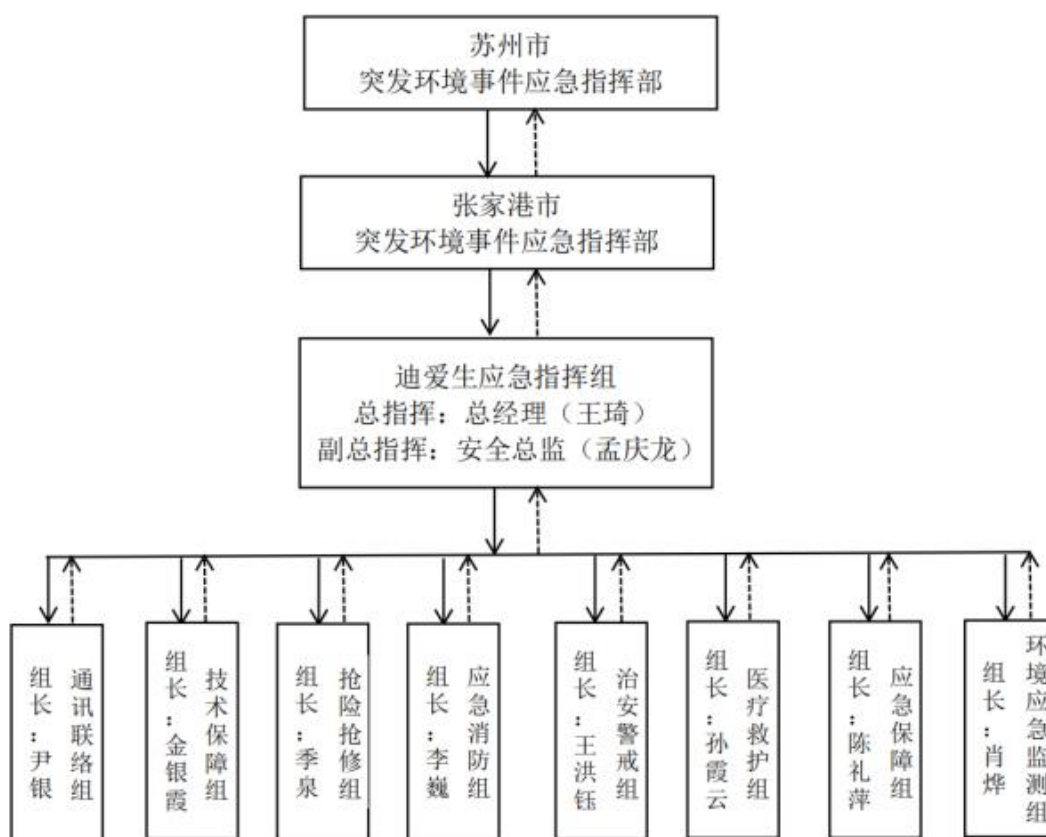 苏州市
突发环境事件应急指挥部
张家港市
突发环境事件应急指挥部
迪爱生应急指挥组
总指挥：总经理（王琦）
副总指挥：安全总监（孟庆龙）
通讯联络组
组长：尹银
技术保障组
组长：金银霞
抢险抢修组
组长：季泉
应急消防组
组长：李巍
治安警戒组
组长：王洪钰
医疗救护组
组长：孙霞云
应急保障组
组长：陈礼萍
环境应急监测组
组长：肖烨